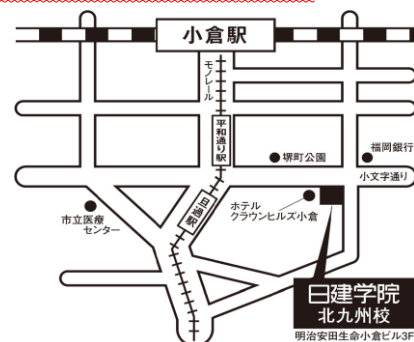 小倉駅
モノレール
平和通り駅
福岡銀行
堺町公園
小文字通り
旦過駅
ホテル
クラウンヒルズ小倉
市立医療
センター
日建学院
北九州校
明治安田生命小倉ビル3F